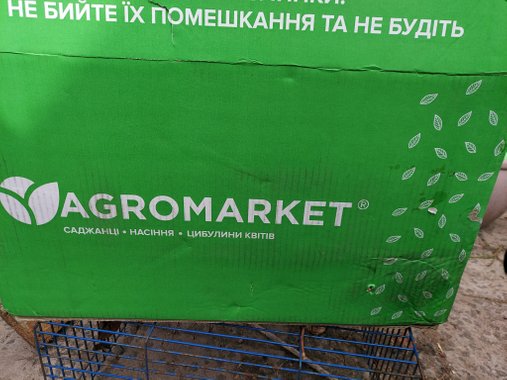 НЕ БИЙТЕ ЇХ ПОМЕШКАННЯ ТА НЕ БУДІТЬ
AGROMARKET®
САДЖАНЦІ • НАСІННЯ • ЦИБУЛИНИ КВІТІВ